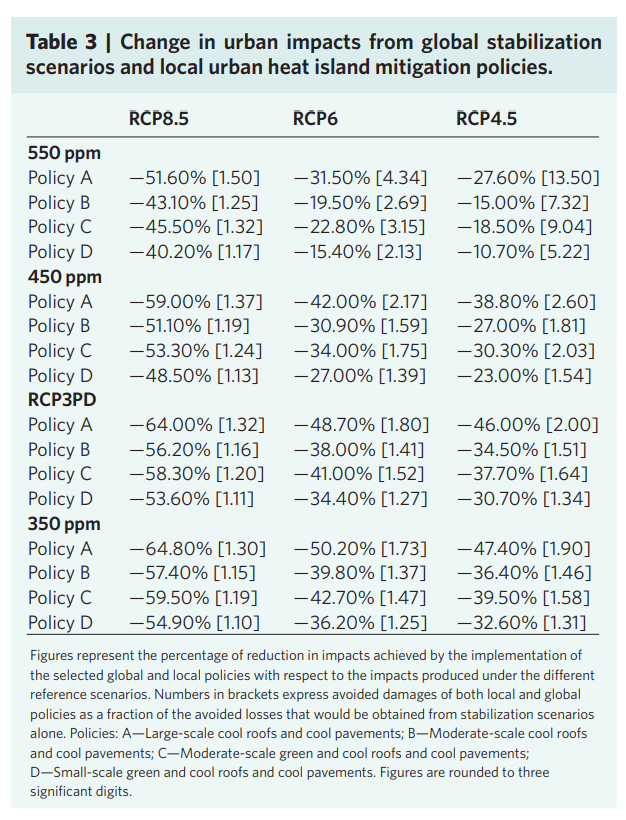 Table 3 | Change in urban impacts from global stabilization
scenarios and local urban heat island mitigation policies.
RCP8.5 RCP6 RCP4.5
550 ppm
Policy A −51.60% [1.50] −31.50% [4.34] −27.60% [13.50]
Policy B −43.10% [1.25] −19.50% [2.69] −15.00% [7.32]
Policy C −45.50% [1.32] −22.80% [3.15] −18.50% [9.04]
Policy D −40.20% [1.17] −15.40% [2.13] −10.70% [5.22]
450 ppm
Policy A −59.00% [1.37] −42.00% [2.17] −38.80% [2.60]
Policy B −51.10% [1.19] −30.90% [1.59] −27.00% [1.81]
Policy C −53.30% [1.24] −34.00% [1.75] −30.30% [2.03]
Policy D −48.50% [1.13] −27.00% [1.39] −23.00% [1.54]
RCP3PD
Policy A −64.00% [1.32] −48.70% [1.80] −46.00% [2.00]
Policy B −56.20% [1.16] −38.00% [1.41] −34.50% [1.51]
Policy C −58.30% [1.20] −41.00% [1.52] −37.70% [1.64]
Policy D −53.60% [1.11] −34.40% [1.27] −30.70% [1.34]
350 ppm
Policy A −64.80% [1.30] −50.20% [1.73] −47.40% [1.90]
Policy B −57.40% [1.15] −39.80% [1.37] −36.40% [1.46]
Policy C −59.50% [1.19] −42.70% [1.47] −39.50% [1.58]
Policy D −54.90% [1.10] −36.20% [1.25] −32.60% [1.31]
Figures represent the percentage of reduction in impacts achieved by the implementation of
the selected global and local policies with respect to the impacts produced under the different
reference scenarios. Numbers in brackets express avoided damages of both local and global
policies as a fraction of the avoided losses that would be obtained from stabilization scenarios
alone. Policies: A—Large-scale cool roofs and cool pavements; B—Moderate-scale cool roofs
and cool pavements; C—Moderate-scale green and cool roofs and cool pavements;
D—Small-scale green and cool roofs and cool pavements. Figures are rounded to three
significant digits.